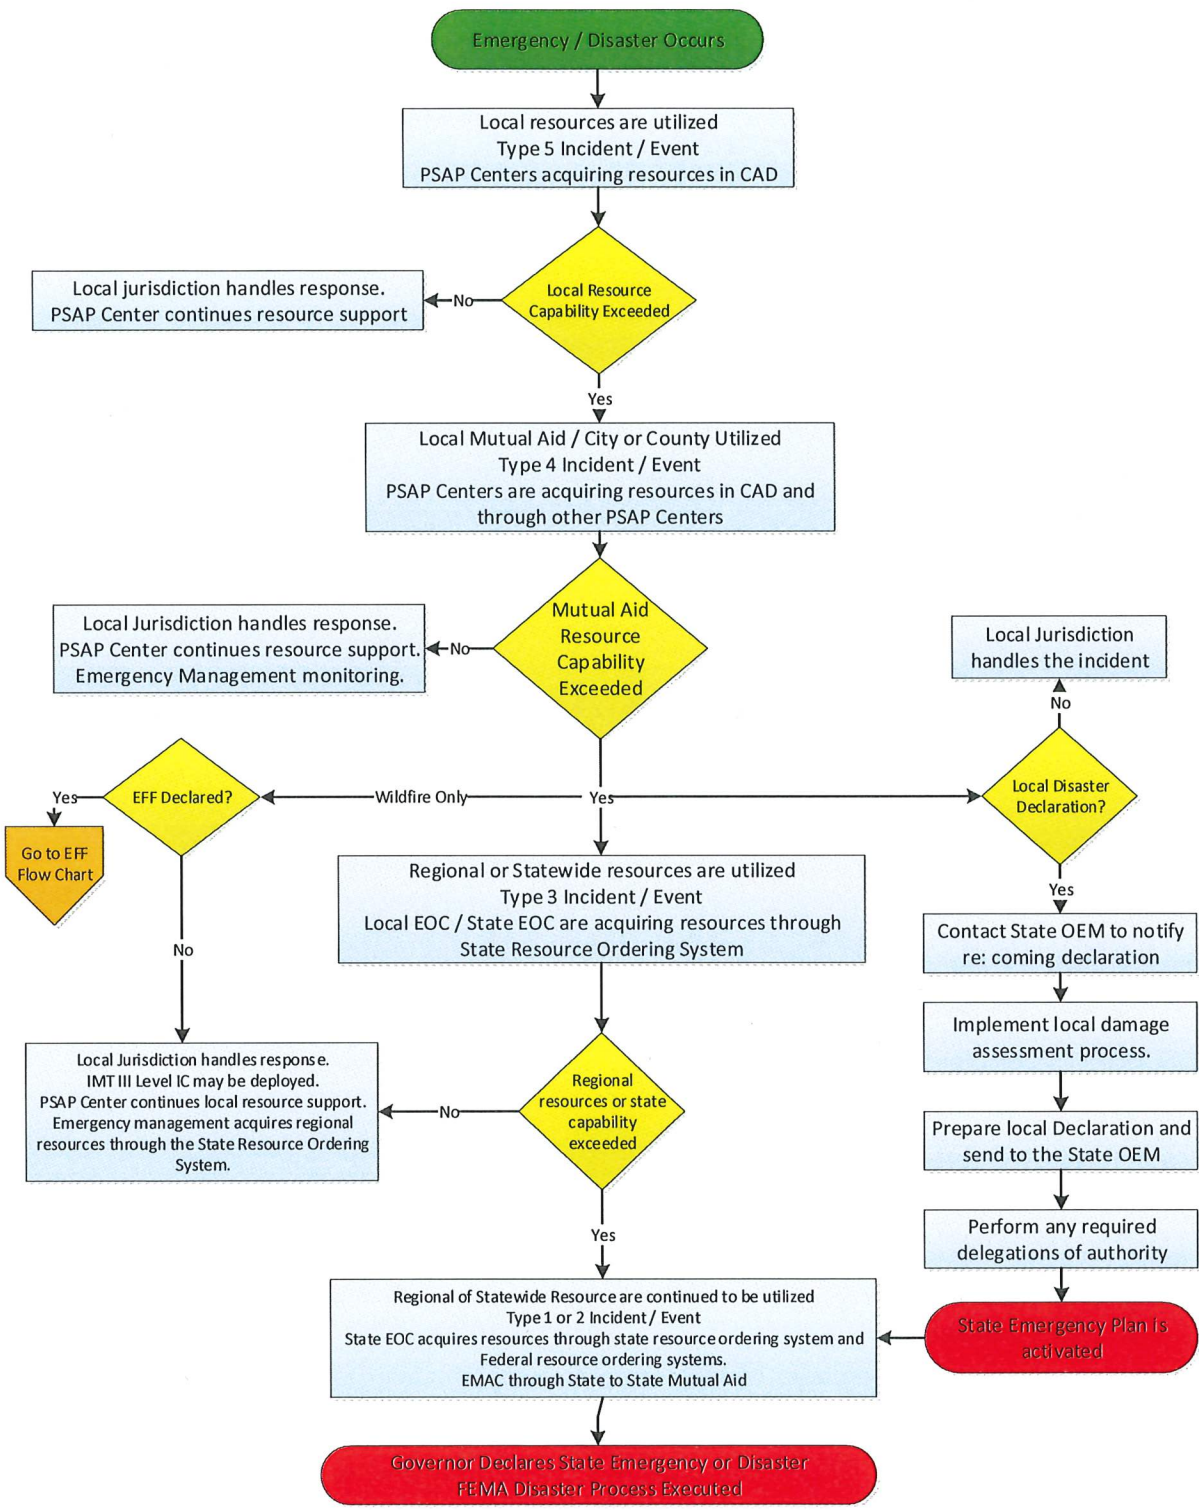 Emergency / Disaster Occurs
Local resources are utilized
Type 5 Incident / Event
PSAP Centers acquiring resources in CAD
Local Resource
Capability Exceeded
No
Local jurisdiction handles response.
PSAP Center continues resource support
Yes
Local Mutual Aid / City or County Utilized
Type 4 Incident / Event
PSAP Centers are acquiring resources in CAD and
through other PSAP Centers
Mutual Aid
Resource
Capability
Exceeded
No
Local Jurisdiction handles response.
PSAP Center continues resource support.
Emergency Management monitoring.
Local Jurisdiction
handles the incident
No
Local Disaster
Declaration?
Yes
Wildfire Only
EFF Declared?
Yes
Go to EFF
Flow Chart
No
Regional or Statewide resources are utilized
Type 3 Incident / Event
Local EOC / State EOC are acquiring resources through
State Resource Ordering System
Yes
Contact State OEM to notify
re: coming declaration
Implement local damage
assessment process.
Prepare local Declaration and
send to the State OEM
Perform any required
delegations of authority
State Emergency Plan is
activated
Regional
resources or state
capability
exceeded
No
Local Jurisdiction handles response.
IMT III Level IC may be deployed.
PSAP Center continues local resource support.
Emergency management acquires regional
resources through the State Resource Ordering
System.
Yes
Regional of Statewide Resource are continued to be utilized
Type 1 or 2 Incident / Event
State EOC acquires resources through state resource ordering system and
Federal resource ordering systems.
EMAC through State to State Mutual Aid
Governor Declares State Emergency or Disaster
FEMA Disaster Process Executed